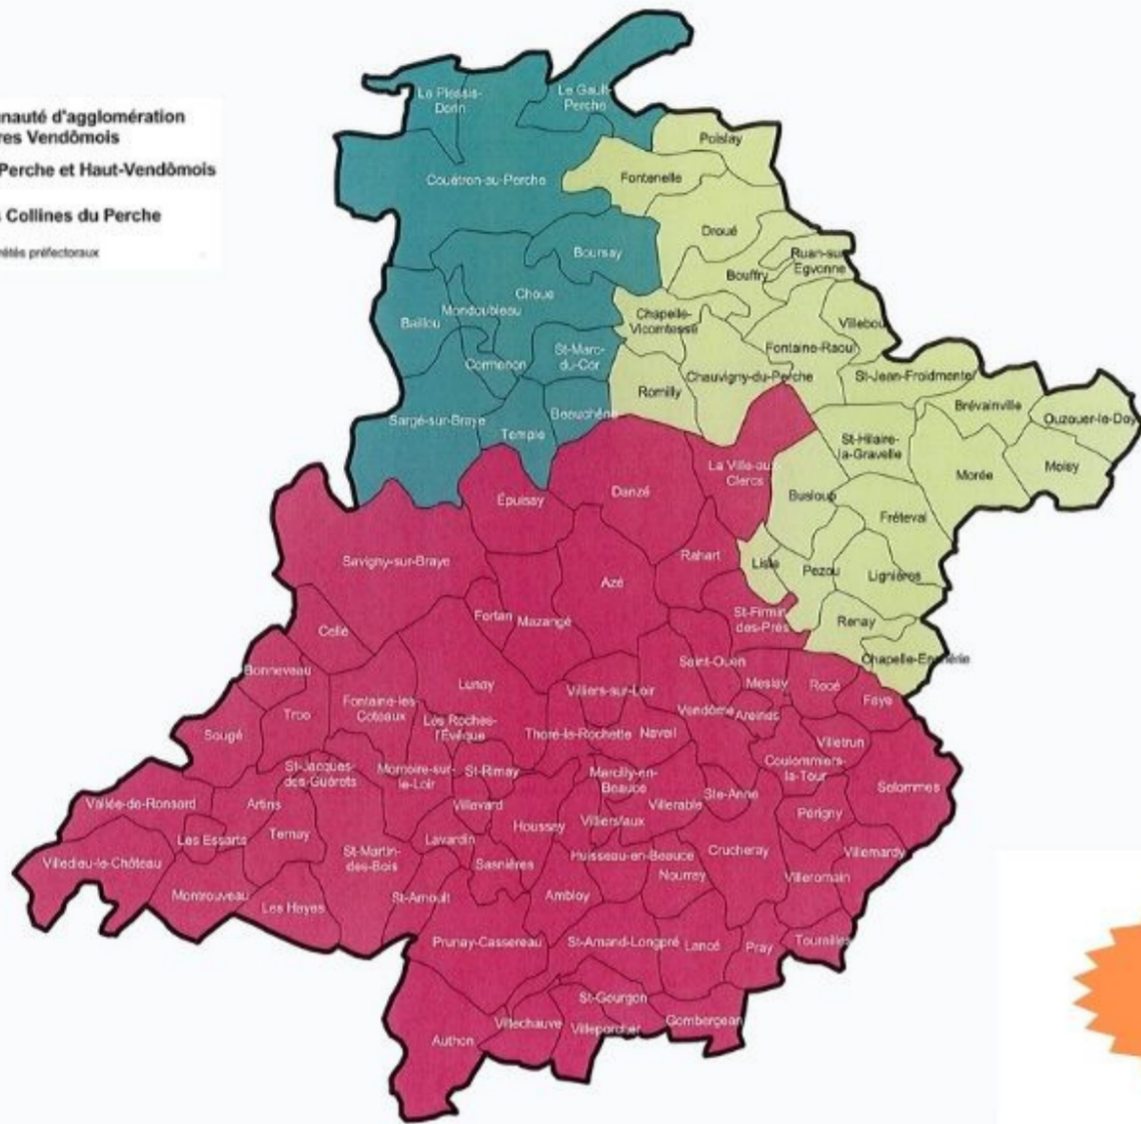 nauté d'agglomération
res Vendômois
Perche et Haut-Vendômois
Collines du Perche
préfectoraux
Le Plessis-
Dorin
Le Gault-
Perche
Couëtron-au-Perche
Poislay
Fontenelle
Droué
Boursay
Ruan-sur
Egvonne
Bouffry
Choue
Mondoubleau
Baillou
Chapelle-
Vicomtesse
Villebou
Fontaine-Raoul
Cormenon
St-Marc-
du-Cor
Chauvigny-du-Perche
St-Jean-Froidmente
Romilly
Brévainville
Ouzouer-le-Doy
Sargé-sur-Braye
Temple
Beauchêne
St-Hilaire-
la-Gravelle
Morée
Moisy
La Ville-aux
Clercs
Busloup
Épuisay
Danzé
Fréteval
Savigny-sur-Braye
Azé
Rahart
Lisle
Pezou
Lignières
Cellé
Fortan
Mazangé
St-Firmin
des-Prés
Renay
Chapelle-Enchérie
Bonneveau
Lunay
Saint-Ouen
Villiers-sur-Loir
Meslay
Rocé
Faye
Sougé
Troo
Fontaine-les-
Coteaux
Les Roches-
l'Évêque
Thoré-la-Rochette
Naveil
Vendôme
Areines
Villetrun
St-Jacques-
des-Guérets
Montoire-sur-
le-Loir
St-Rimay
Marcilly-en-
Beauce
Coulommiers-
la-Tour
Selommes
Vallée-de-Ronsard
Artins
Villavard
Villerable
Ste-Anne
Périgny
Les Essarts
Ternay
Lavardin
Houssay
Villiersfaux
Villedieu-le-Château
St-Martin-
des-Bois
Sasnières
Huisseau-en-Beauce
Crucheray
Villemardy
Nourray
Villeromain
Montrouveau
Les Hayes
St-Arnoult
Ambloy
Prunay-Cassereau
St-Amand-Longpré
Lancé
Pray
Tourailles
St-Gourgon
Authon
Villechauve
Villeporcher
Gombergean